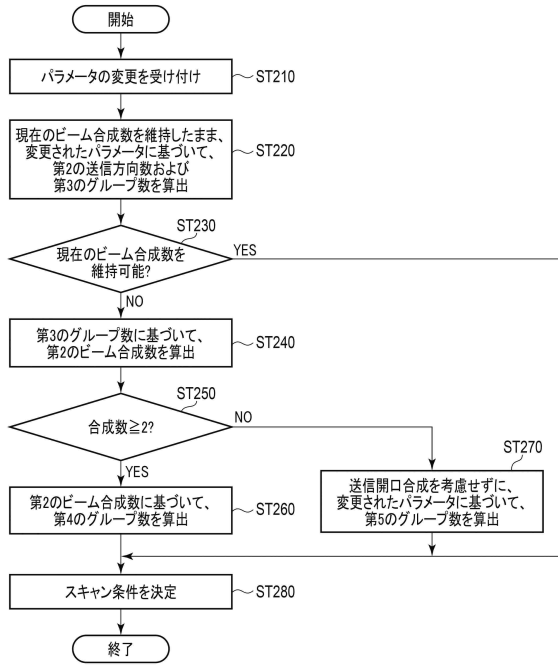 開始
パラメータの変更を受け付け
ST210
現在のビーム合成数を維持したまま、
変更されたパラメータに基づいて、
第2の送信方向数および
第3のグループ数を算出
ST220
ST230
現在のビーム合成数を
維持可能?
YES
NO
第3のグループ数に基づいて、
第2のビーム合成数を算出
ST240
ST250
合成数≧2?
NO
YES
ST270
送信開口合成を考慮せずに、
変更されたパラメータに基づいて、
第5のグループ数を算出
第2のビーム合成数に基づいて、
第4のグループ数を算出
ST260
スキャン条件を決定
ST280
終了